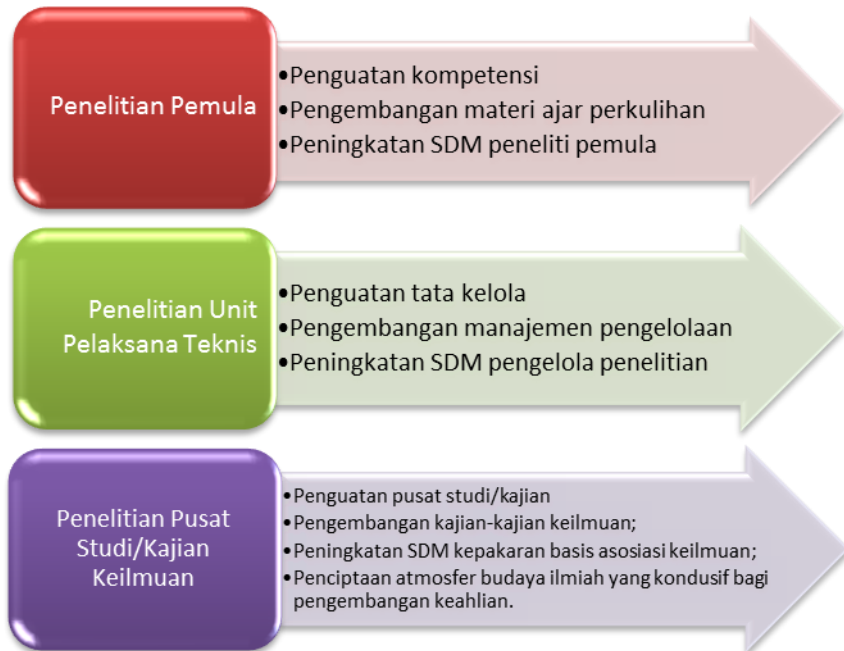 Penelitian Pemula
•Penguatan kompetensi
•Pengembangan materi ajar perkulihan
•Peningkatan SDM peneliti pemula
Penelitian Unit
Pelaksana Teknis
•Penguatan tata kelola
•Pengembangan manajemen pengelolaan
•Peningkatan SDM pengelola penelitian
Penelitian Pusat
Studi/Kajian
Keilmuan
•Penguatan pusat studi/kajian
•Pengembangan kajian-kajian keilmuan;
•Peningkatan SDM kepakaran basis asosiasi keilmuan;
•Penciptaan atmosfer budaya ilmiah yang kondusif bagi
pengembangan keahlian.